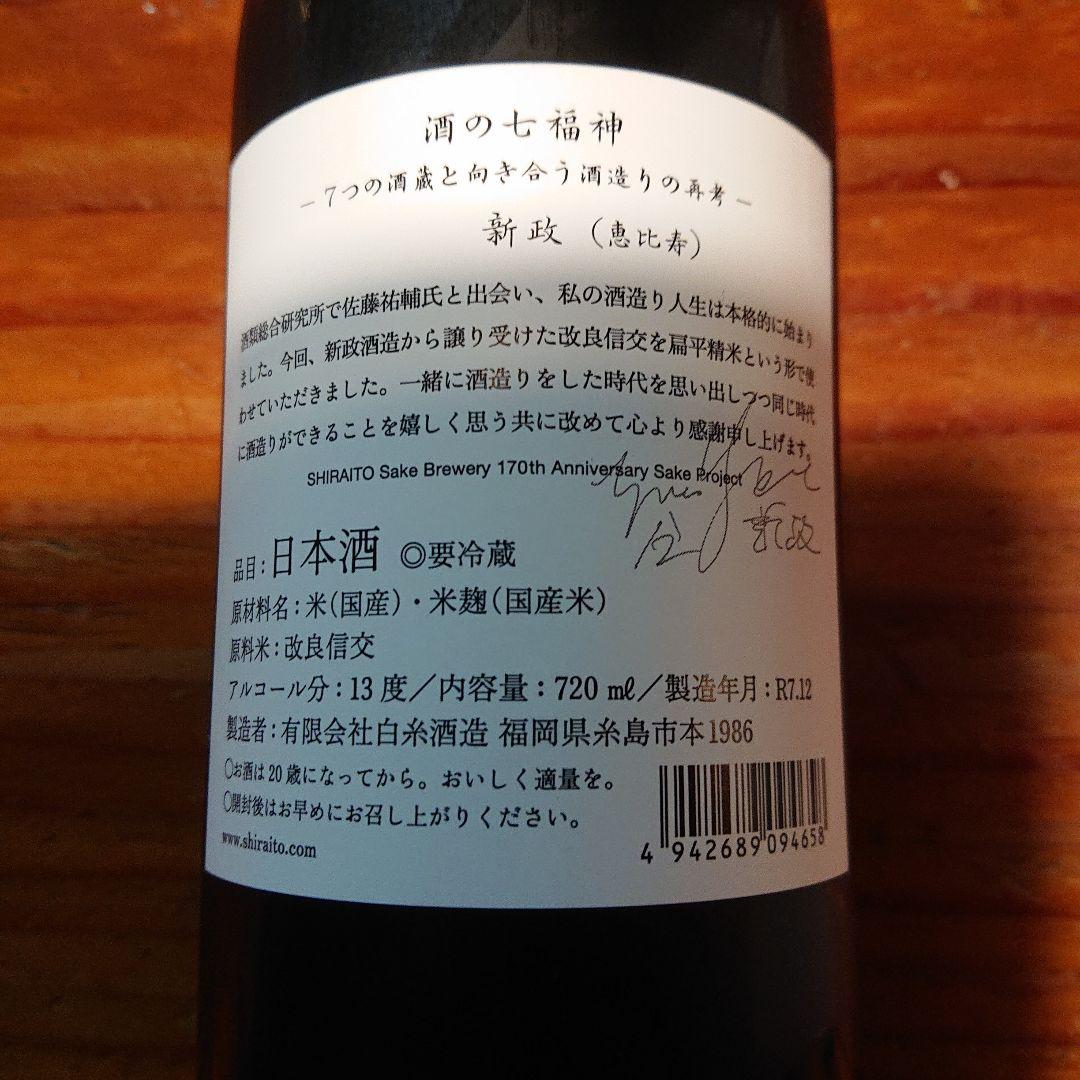 酒の七福神
－7つの酒蔵と向き合う酒造りの再考－
新政（恵比寿）
酒類総合研究所で佐藤祐輔氏と出会い、私の酒造り人生は本格的に始まり
ました。今回、新政酒造から譲り受けた改良信交を扁平精米という形で使
わせていただきました。一緒に酒造りをした時代を思い出しつつ同じ時代
に酒造りができることを嬉しく思う共に改めて心より感謝申し上げます。
SHIRAITO Sake Brewery 170th Anniversary Sake Project
新政
品目：日本酒 ◎要冷蔵
原材料名：米（国産）・米麹（国産米）
原料米：改良信交
アルコール分：13度／内容量：720㎖／製造年月：R7.12
製造者：有限会社白糸酒造 福岡県糸島市本1986
○お酒は20歳になってから。おいしく適量を。
○開封後はお早めにお召し上がりください。
www.shiraito.com
4 942689 094658